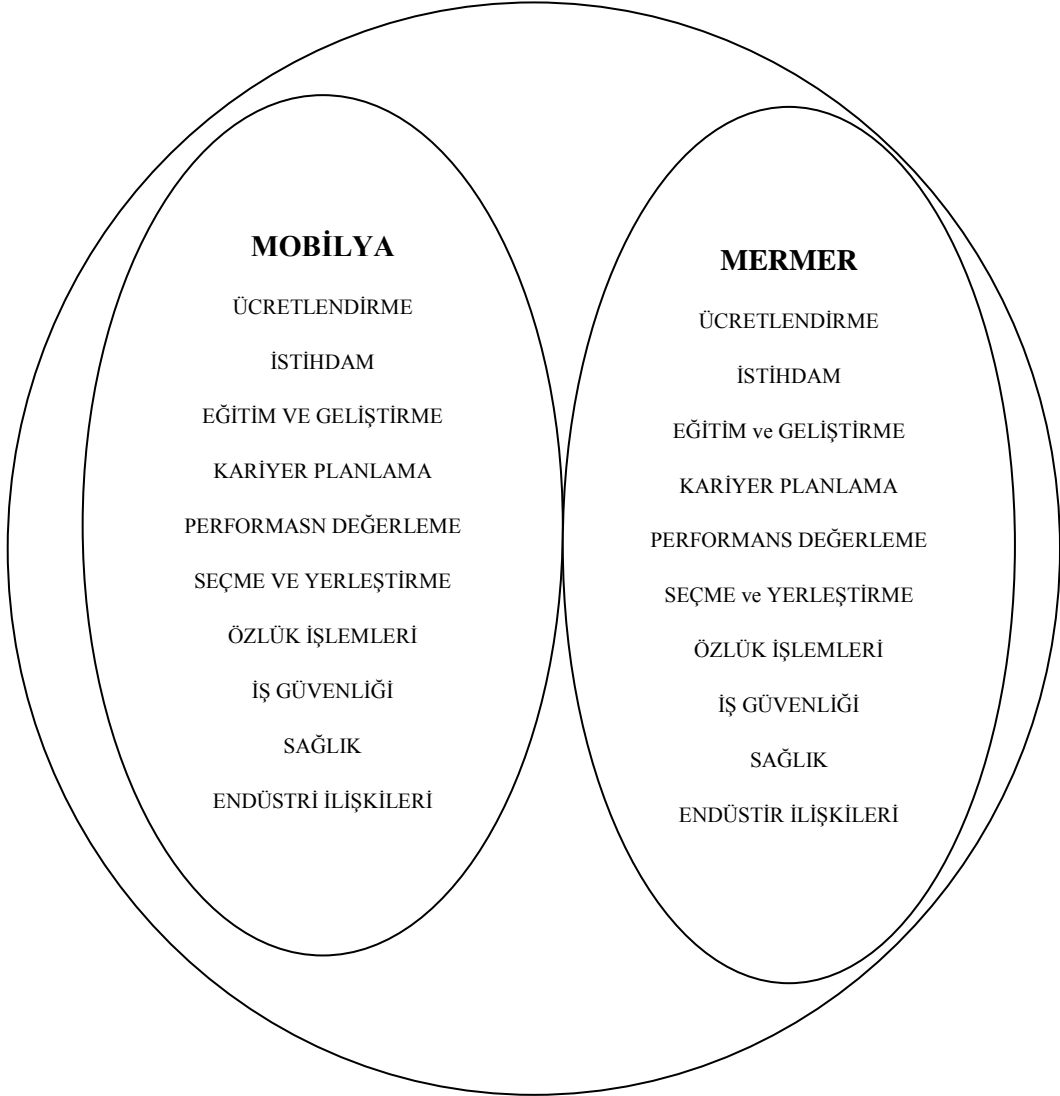 MOBİLYA
ÜCRETLENDİRME
İSTİHDAM
EĞİTİM VE GELİŞTİRME
KARİYER PLANLAMA
PERFORMASN DEĞERLEME
SEÇME VE YERLEŞTİRME
ÖZLÜK İŞLEMLERİ
İŞ GÜVENLİĞİ
SAĞLIK
ENDÜSTRİ İLİŞKİLERİ
MERMER
ÜCRETLENDİRME
İSTİHDAM
EĞİTİM ve GELİŞTİRME
KARİYER PLANLAMA
PERFORMANS DEĞERLEME
SEÇME ve YERLEŞTİRME
ÖZLÜK İŞLEMLERİ
İŞ GÜVENLİĞİ
SAĞLIK
ENDÜSTİR İLİŞKİLERİ